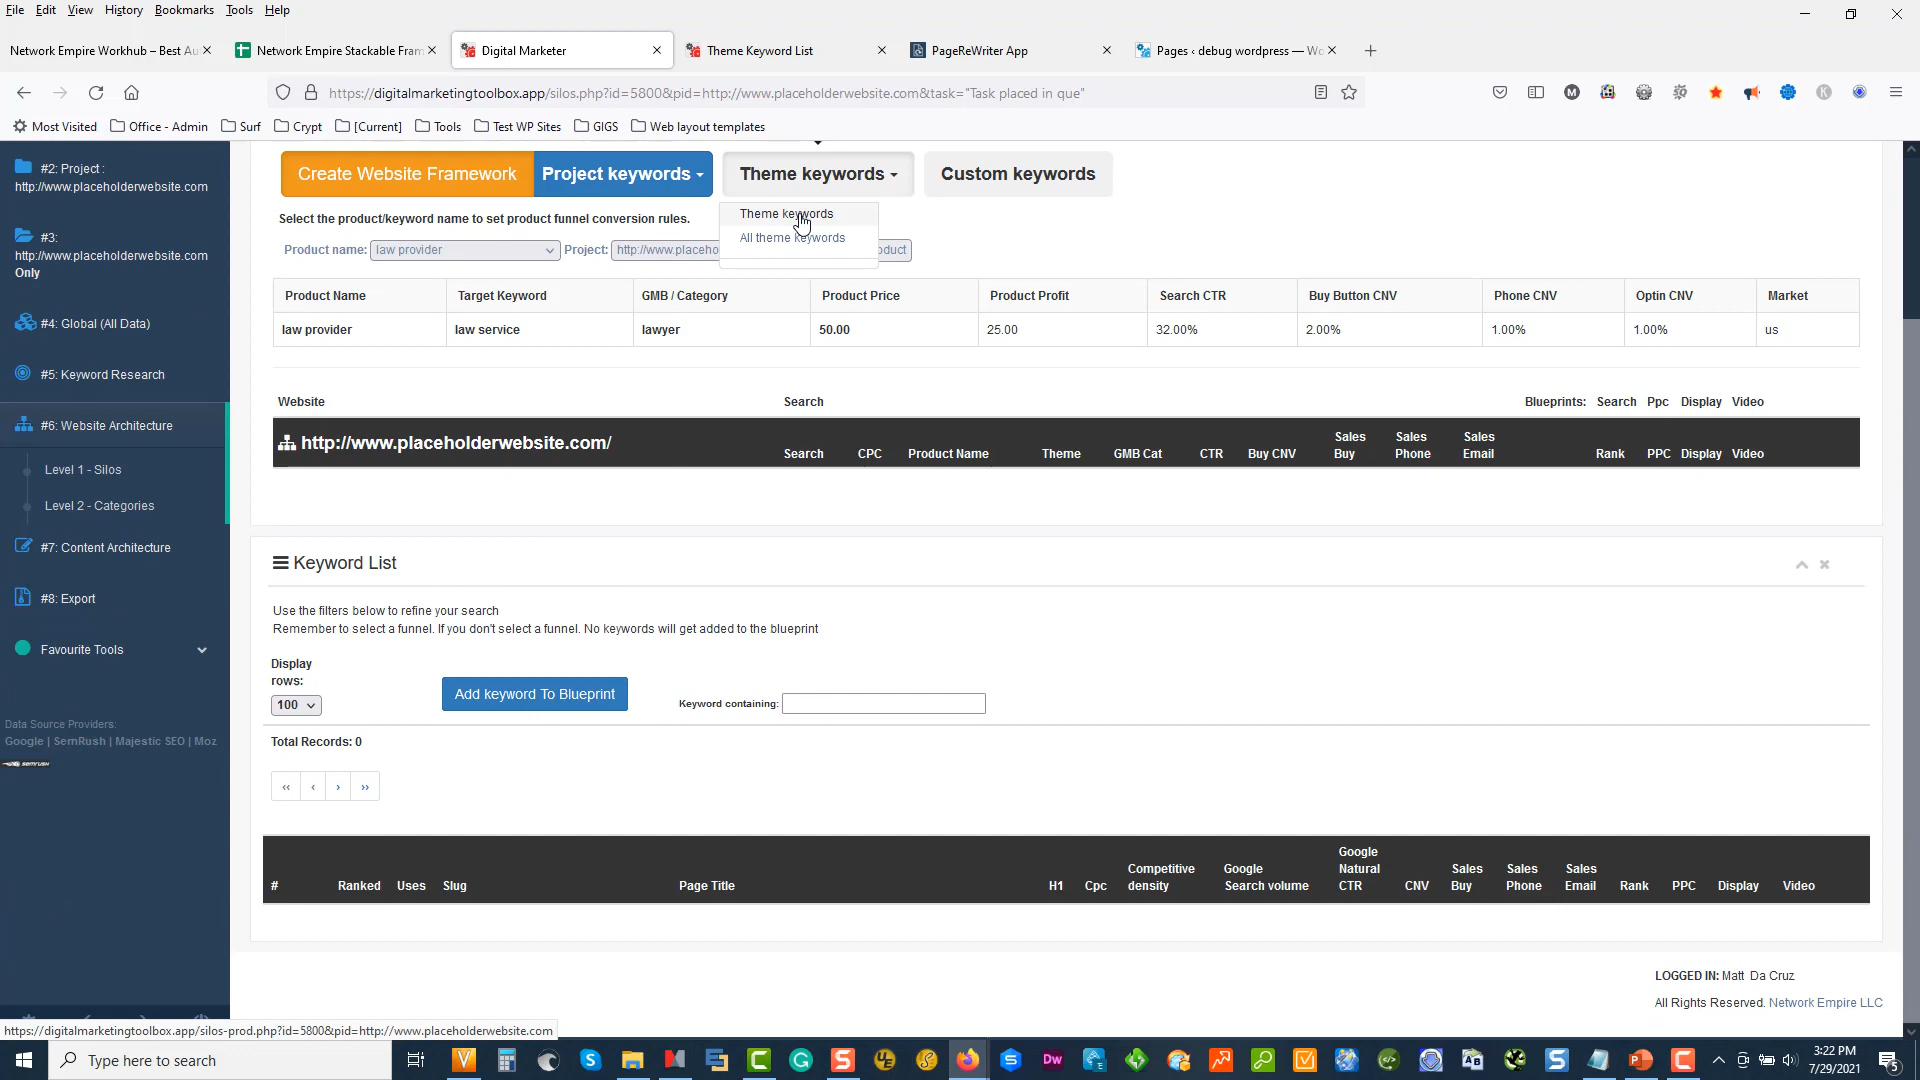 File Edit View History Bookmarks Tools Help
Network Empire Workhub – Best Au
Network Empire Stackable Fram
Digital Marketer
Theme Keyword List
PageReWriter App
Pages ‹ debug wordpress — Wo
https://digitalmarketingtoolbox.app/silos.php?id=5800&pid=http://www.placeholderwebsite.com&task="Task placed in que"
Most Visited Office - Admin Surf Crypt [Current] Tools Test WP Sites GIGS Web layout templates
#2: Project :
http://www.placeholderwebsite.com
#3:
http://www.placeholderwebsite.com
Only
#4: Global (All Data)
#5: Keyword Research
#6: Website Architecture
Level 1 - Silos
Level 2 - Categories
#7: Content Architecture
#8: Export
Favourite Tools
Data Source Providers:
Google | SemRush | Majestic SEO | Moz
SEMRUSH
Create Website Framework Project keywords Theme keywords Custom keywords
Theme keywords
All theme keywords
Select the product/keyword name to set product funnel conversion rules.
Product name: law provider Project: http://www.placeho oduct
Product Name Target Keyword GMB / Category Product Price Product Profit Search CTR Buy Button CNV Phone CNV Optin CNV Market
law provider law service lawyer 50.00 25.00 32.00% 2.00% 1.00% 1.00% us
Website Search Blueprints: Search Ppc Display Video
http://www.placeholderwebsite.com/ Search CPC Product Name Theme GMB Cat CTR Buy CNV Sales Buy Sales Phone Sales Email Rank PPC Display Video
Keyword List
Use the filters below to refine your search
Remember to select a funnel. If you don't select a funnel. No keywords will get added to the blueprint
Display
rows:
100
Add keyword To Blueprint
Keyword containing:
Total Records: 0
‹‹ ‹ › ››
# Ranked Uses Slug Page Title H1 Cpc Competitive density Google Search volume Google Natural CTR CNV Sales Buy Sales Phone Sales Email Rank PPC Display Video
LOGGED IN: Matt Da Cruz
All Rights Reserved. Network Empire LLC
https://digitalmarketingtoolbox.app/silos-prod.php?id=5800&pid=http://www.placeholderwebsite.com
Type here to search
3:22 PM
7/29/2021
5